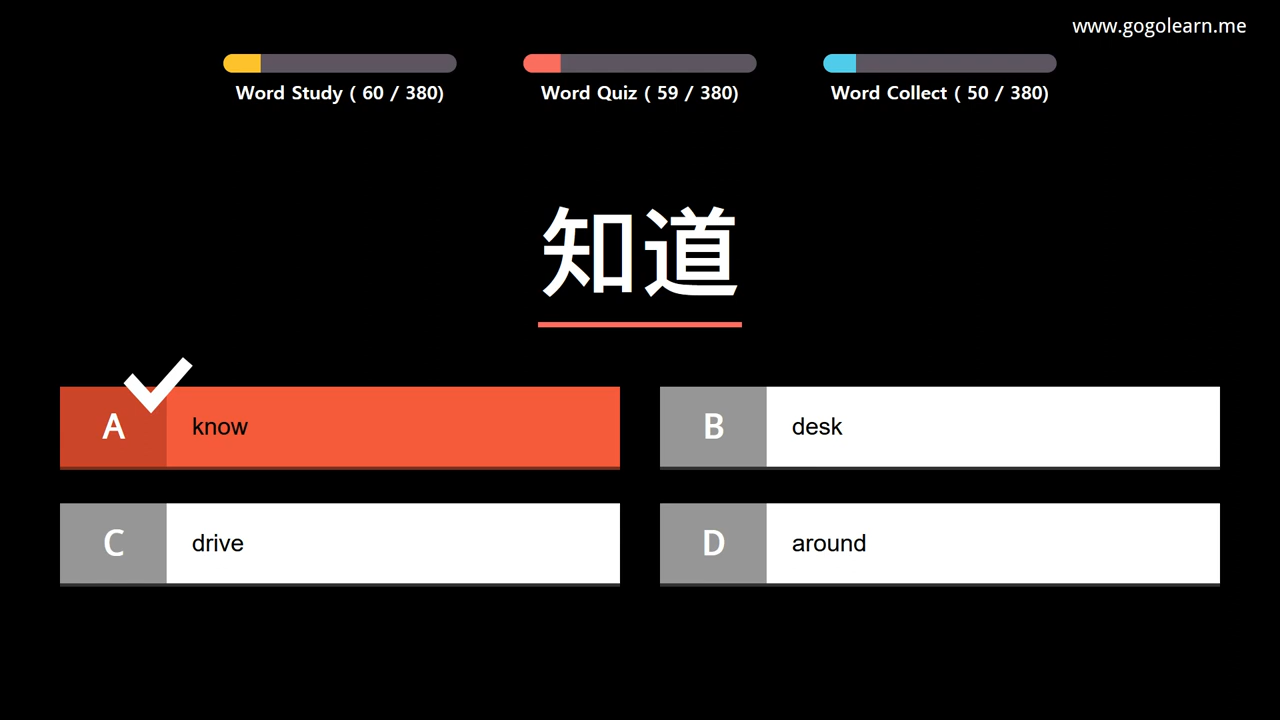 www.gogolearn.me
Word Study ( 60 / 380)
Word Quiz ( 59 / 380)
Word Collect ( 50 / 380)
知道
A know
B desk
C drive
D around